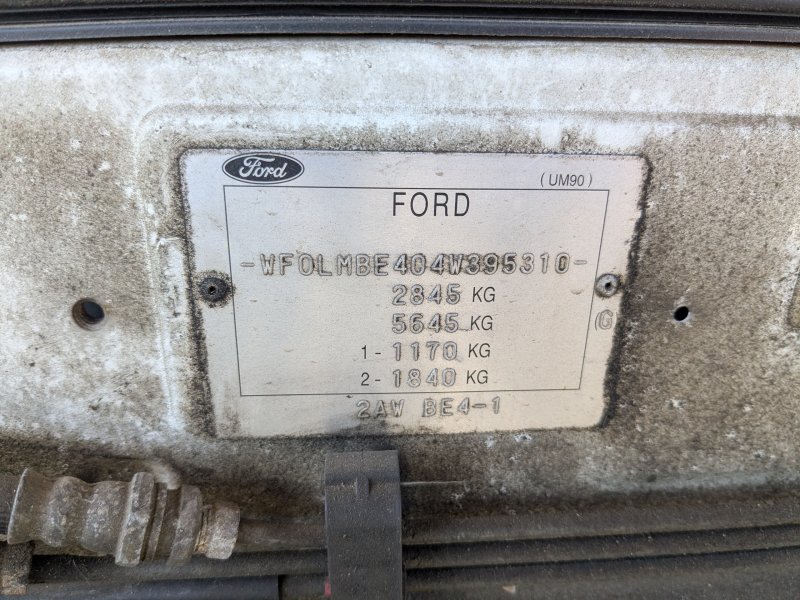 Ford
(UM90)
FORD
-WF0LMBE404W395310-
2845 KG
5645 KG
G
1-1170 KG
2-1840 KG
2AW BE4-1